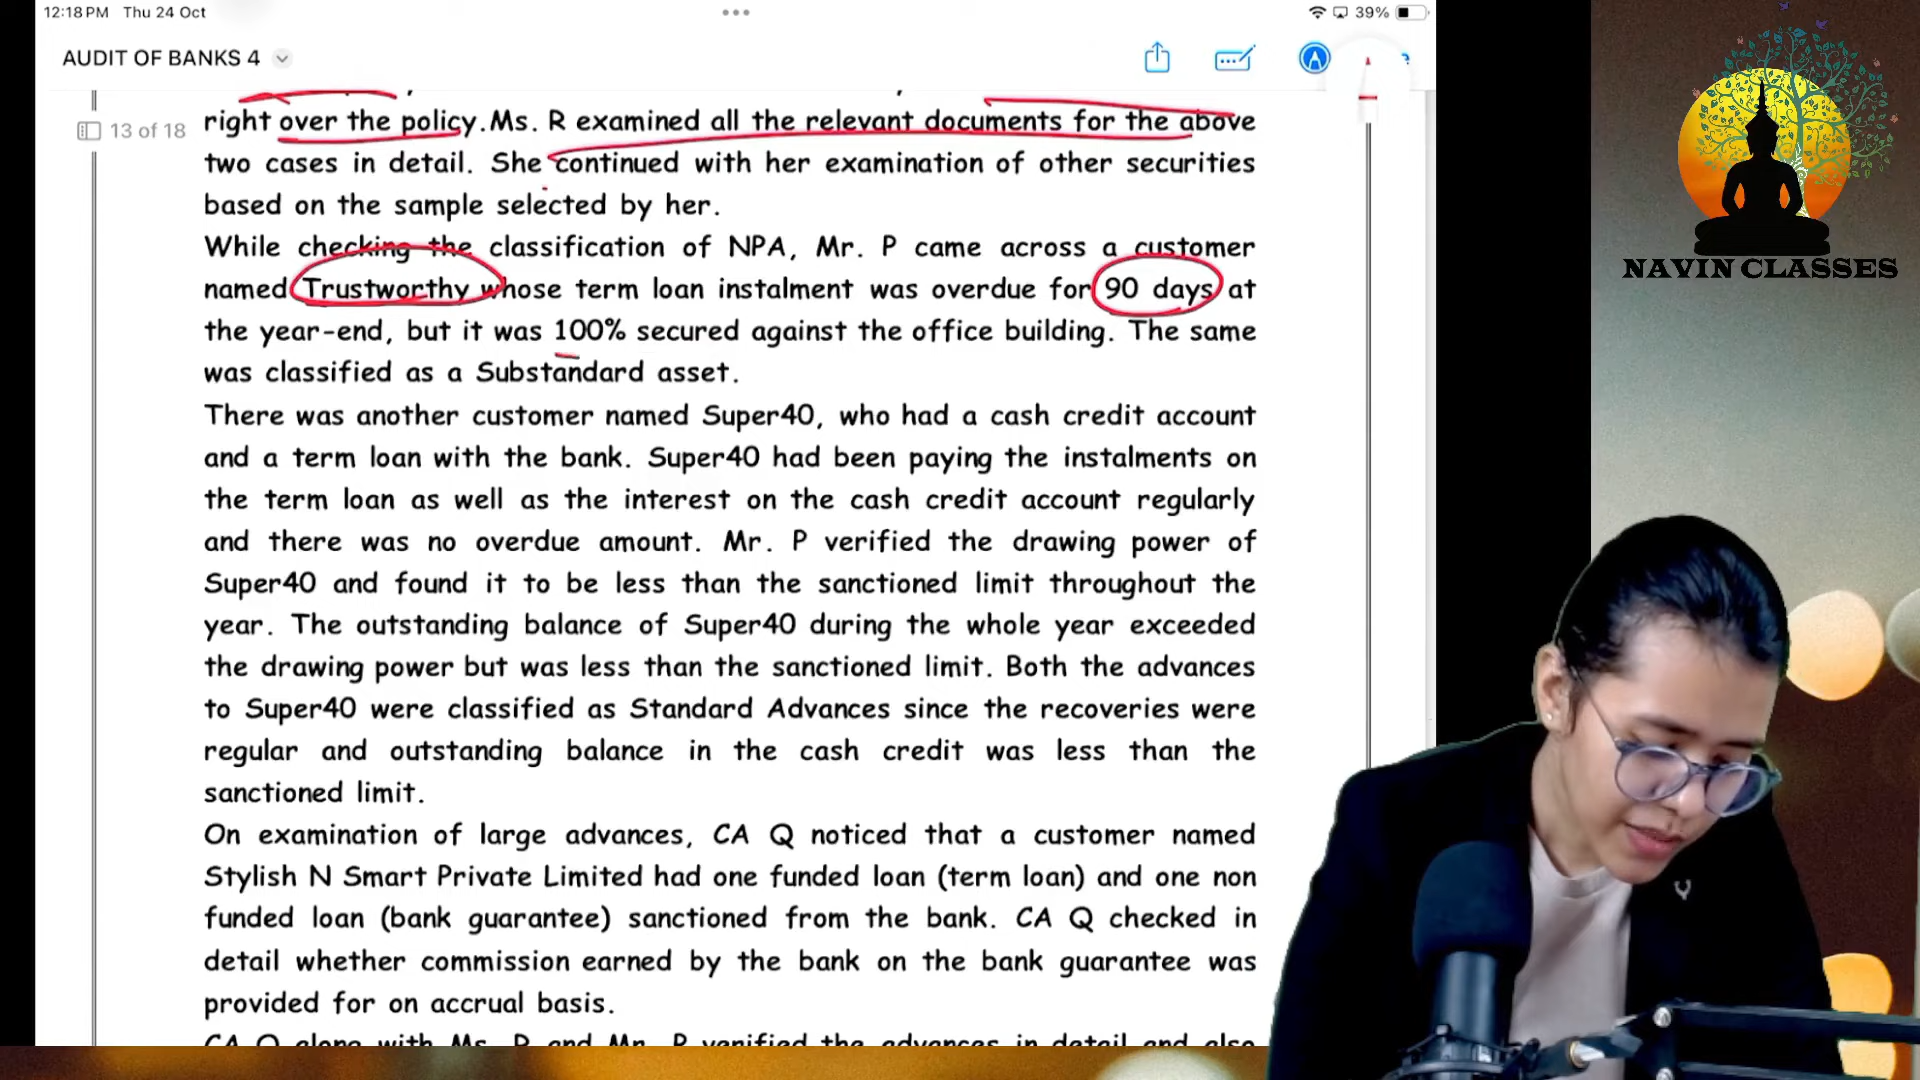 12:18 PM Thu 24 Oct
39%
AUDIT OF BANKS 4
13 of 18
right over the policy. Ms. R examined all the relevant documents for the above
two cases in detail. She continued with her examination of other securities
based on the sample selected by her.
While checking the classification of NPA, Mr. P came across a customer
named Trustworthy whose term loan instalment was overdue for 90 days at
the year-end, but it was 100% secured against the office building. The same
was classified as a Substandard asset.
There was another customer named Super40, who had a cash credit account
and a term loan with the bank. Super40 had been paying the instalments on
the term loan as well as the interest on the cash credit account regularly
and there was no overdue amount. Mr. P verified the drawing power of
Super40 and found it to be less than the sanctioned limit throughout the
year. The outstanding balance of Super40 during the whole year exceeded
the drawing power but was less than the sanctioned limit. Both the advances
to Super40 were classified as Standard Advances since the recoveries were
regular and outstanding balance in the cash credit was less than the
sanctioned limit.
On examination of large advances, CA Q noticed that a customer named
Stylish N Smart Private Limited had one funded loan (term loan) and one non
funded loan (bank guarantee) sanctioned from the bank. CA Q checked in
detail whether commission earned by the bank on the bank guarantee was
provided for on accrual basis.
CA Q along with Ms. R and Mr. P verified the advances in detail and also
NAVIN CLASSES